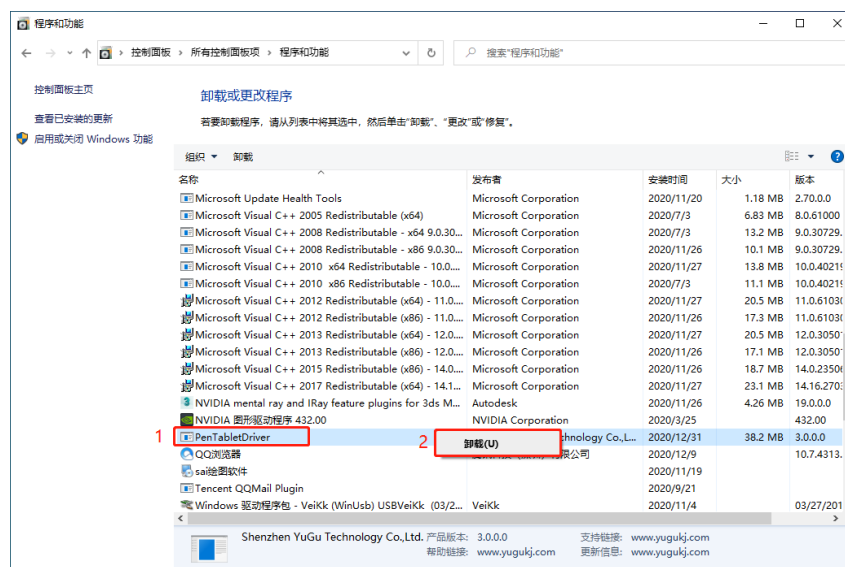 程序和功能
控制面板 › 所有控制面板项 › 程序和功能 搜索"程序和功能"
控制面板主页
查看已安装的更新
启用或关闭 Windows 功能
卸载或更改程序
若要卸载程序，请从列表中将其选中，然后单击"卸载"、"更改"或"修复"。
组织 卸载
名称 发布者 安装时间 大小 版本
Microsoft Update Health Tools Microsoft Corporation 2020/11/20 1.18 MB 2.70.0.0
Microsoft Visual C++ 2005 Redistributable (x64) Microsoft Corporation 2020/7/3 6.83 MB 8.0.61000
Microsoft Visual C++ 2008 Redistributable - x64 9.0.30... Microsoft Corporation 2020/7/3 13.2 MB 9.0.30729.
Microsoft Visual C++ 2008 Redistributable - x86 9.0.30... Microsoft Corporation 2020/11/26 10.1 MB 9.0.30729.
Microsoft Visual C++ 2010 x64 Redistributable - 10.0.... Microsoft Corporation 2020/11/27 13.8 MB 10.0.40219
Microsoft Visual C++ 2010 x86 Redistributable - 10.0.... Microsoft Corporation 2020/7/3 11.1 MB 10.0.40219
Microsoft Visual C++ 2012 Redistributable (x64) - 11.0.... Microsoft Corporation 2020/11/27 20.5 MB 11.0.61030
Microsoft Visual C++ 2012 Redistributable (x86) - 11.0.... Microsoft Corporation 2020/11/26 17.3 MB 11.0.61030
Microsoft Visual C++ 2013 Redistributable (x64) - 12.0.... Microsoft Corporation 2020/11/27 20.5 MB 12.0.3050
Microsoft Visual C++ 2013 Redistributable (x86) - 12.0.... Microsoft Corporation 2020/11/26 17.1 MB 12.0.3050
Microsoft Visual C++ 2015 Redistributable (x86) - 14.0.... Microsoft Corporation 2020/11/26 18.7 MB 14.0.23506
Microsoft Visual C++ 2017 Redistributable (x64) - 14.1... Microsoft Corporation 2020/11/27 23.1 MB 14.16.2703
NVIDIA mental ray and IRay feature plugins for 3ds M... Autodesk 2020/11/26 4.26 MB 19.0.0.0
NVIDIA 图形驱动程序 432.00 NVIDIA Corporation 2020/3/25 432.00
1 PenTabletDriver 2 卸载(U) chnology Co.,L... 2020/12/31 38.2 MB 3.0.0.0
QQ浏览器 有限公司 2020/12/9 10.7.4313.
sai绘图软件 2020/11/19
Tencent QQMail Plugin 2020/9/21
Windows 驱动程序包 - VeiKk (WinUsb) USBVeiKk (03/2... VeiKk 2020/11/4 03/27/201
Shenzhen YuGu Technology Co.,Ltd. 产品版本: 3.0.0.0 支持链接: www.yugukj.com
帮助链接: www.yugukj.com 更新信息: www.yugukj.com